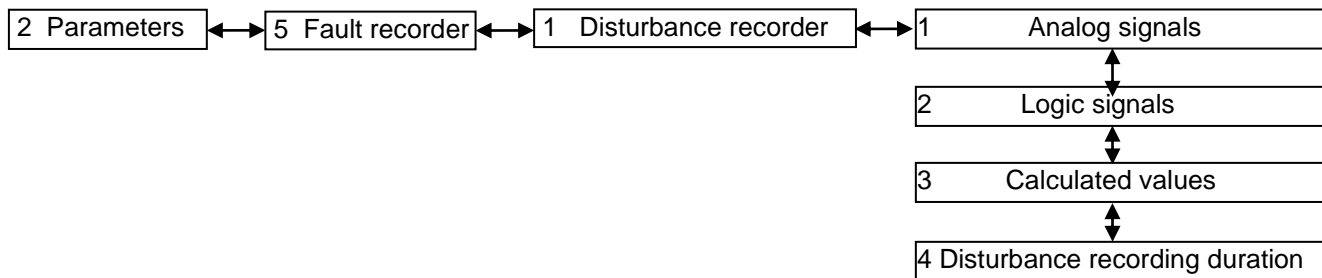 2 Parameters
5 Fault recorder
1 Disturbance recorder
1 Analog signals
2 Logic signals
3 Calculated values
4 Disturbance recording duration